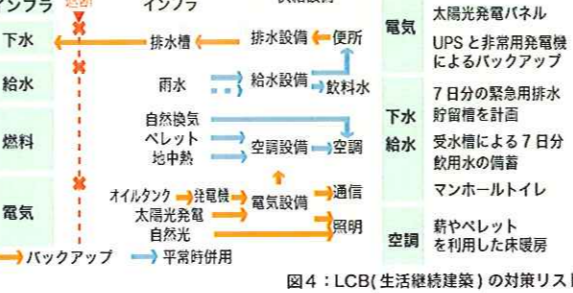 インフラ
インフラ
下水
排水槽
排水設備
便所
給水
雨水
給水設備
飲料水
燃料
自然換気
ペレット
地中熱
空調設備
空調
電気
オイルタンク
発電機
太陽光発電
自然光
電気設備
通信
照明
バックアップ
平常時併用
電気
太陽光発電パネル
UPSと非常用発電機
によるバックアップ
下水
7日分の緊急用排水
貯留槽を計画
給水
受水槽による7日分
飲用水の備蓄
マンホールトイレ
空調
薪やペレット
を利用した床暖房
図4：LCB(生活継続建築)の対策リス